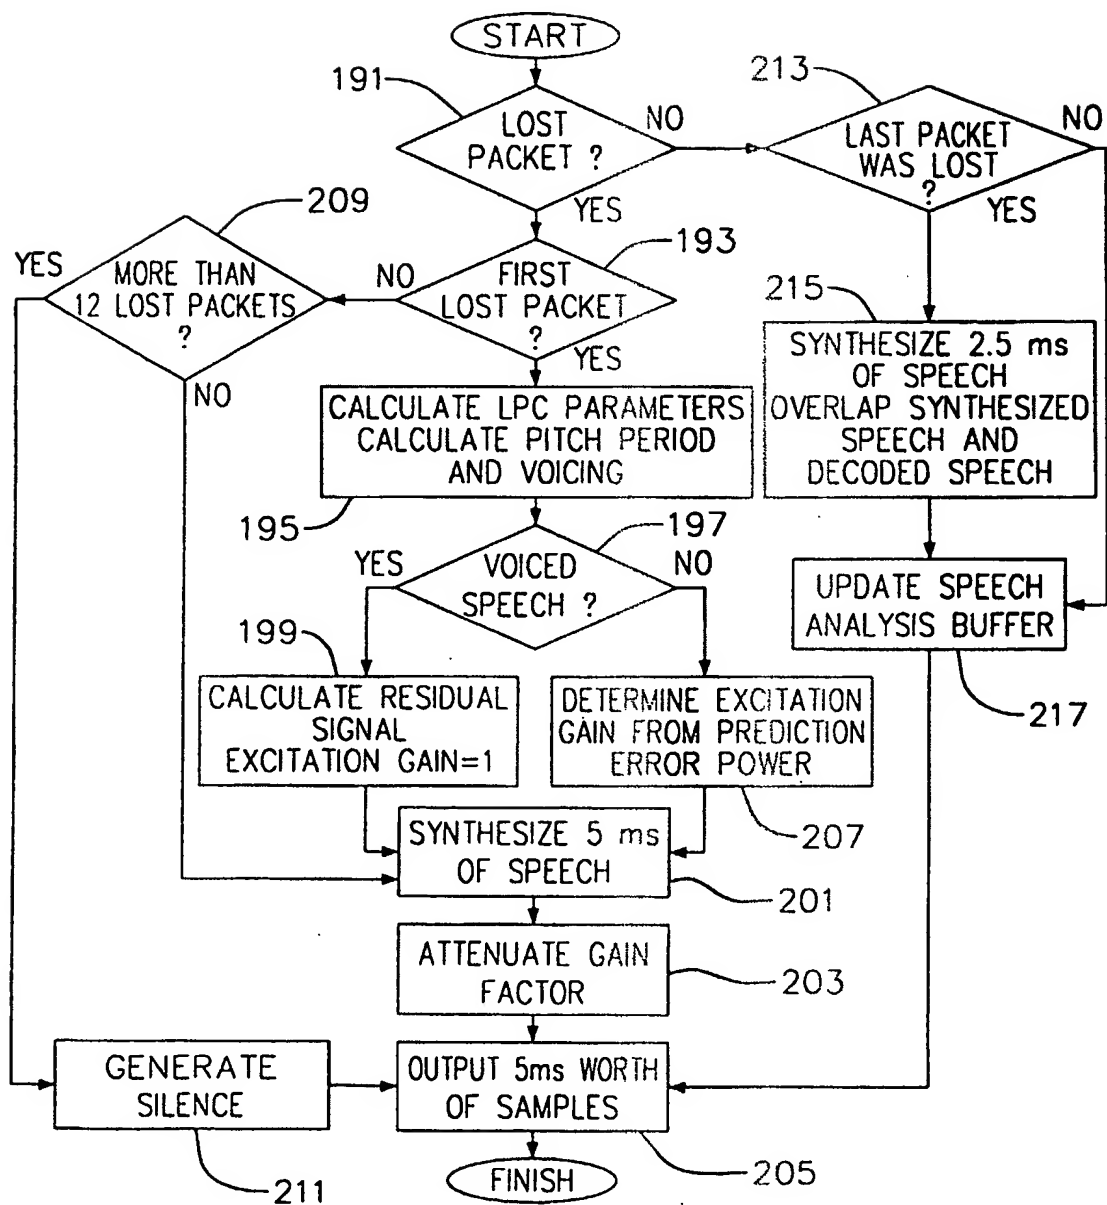 START
191
LOST
PACKET ?
NO
YES
213
LAST PACKET
WAS LOST
?
NO
YES
209
YES
MORE THAN
12 LOST PACKETS
?
NO
193
NO
FIRST
LOST PACKET
?
YES
215
SYNTHESIZE 2.5 ms
OF SPEECH
OVERLAP SYNTHESIZED
SPEECH AND
DECODED SPEECH
CALCULATE LPC PARAMETERS
CALCULATE PITCH PERIOD
AND VOICING
195
197
YES
VOICED
SPEECH ?
NO
UPDATE SPEECH
ANALYSIS BUFFER
217
199
CALCULATE RESIDUAL
SIGNAL
EXCITATION GAIN=1
DETERMINE EXCITATION
GAIN FROM PREDICTION
ERROR POWER
207
SYNTHESIZE 5 ms
OF SPEECH
201
ATTENUATE GAIN
FACTOR
203
GENERATE
SILENCE
211
OUTPUT 5ms WORTH
OF SAMPLES
205
FINISH